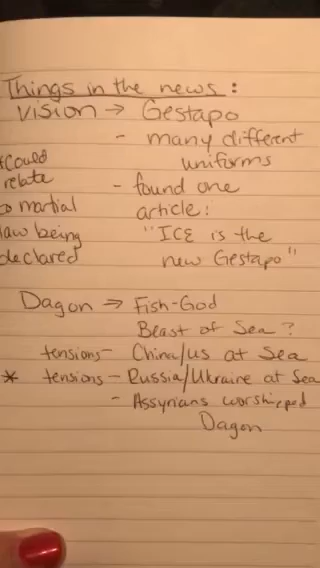 Things in the news:
vision → Gestapo
- many different
uniforms
*Could
relate
to martial
law being
declared
- found one
article:
"ICE is the
new Gestapo"
Dagon → Fish-God
Beast of Sea?
tensions- China/us at Sea
* tensions- Russia/Ukraine at Sea
- Assyrians worshipped
Dagon